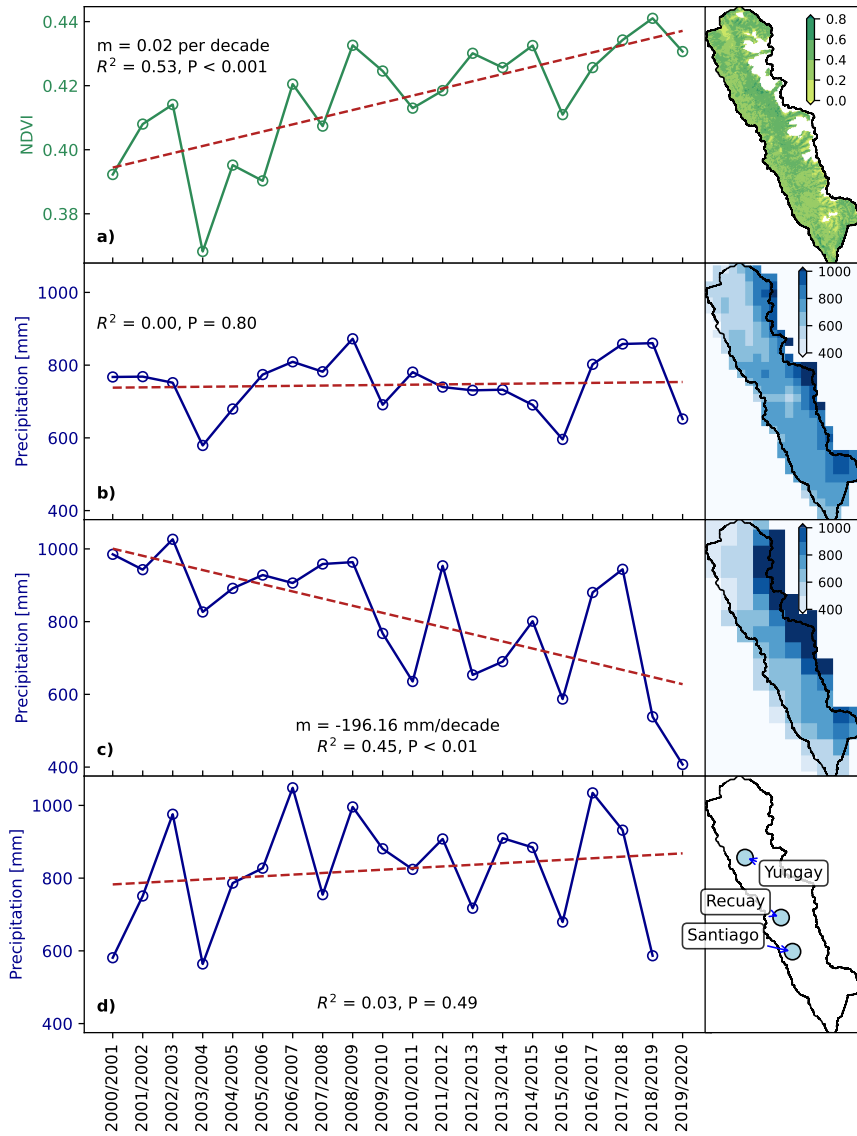 0.44
0.42
0.40
0.38
NDVI
m = 0.02 per decade
R² = 0.53, P < 0.001
a)
0.8
0.6
0.4
0.2
0.0
1000
800
600
400
Precipitation [mm]
R² = 0.00, P = 0.80
b)
1000
800
600
400
1000
800
600
400
Precipitation [mm]
m = -196.16 mm/decade
R² = 0.45, P < 0.01
c)
1000
800
600
400
1000
800
600
400
Precipitation [mm]
R² = 0.03, P = 0.49
d)
Yungay
Recuay
Santiago
2000/2001
2001/2002
2002/2003
2003/2004
2004/2005
2005/2006
2006/2007
2007/2008
2008/2009
2009/2010
2010/2011
2011/2012
2012/2013
2013/2014
2014/2015
2015/2016
2016/2017
2017/2018
2018/2019
2019/2020